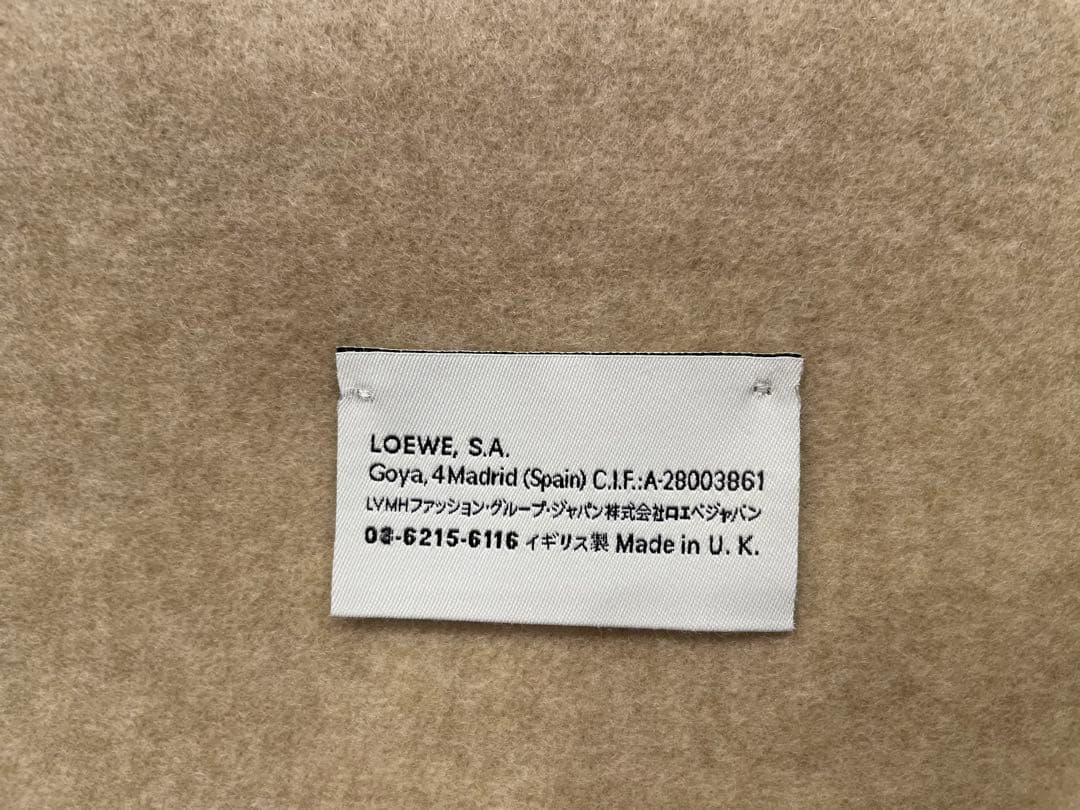 LOEWE, S.A.
Goya, 4 Madrid (Spain) C.I.F.:A-28003861
LVMHファッション・グループ・ジャパン株式会社ロエベジャパン
03-6215-6116 イギリス製 Made in U. K.